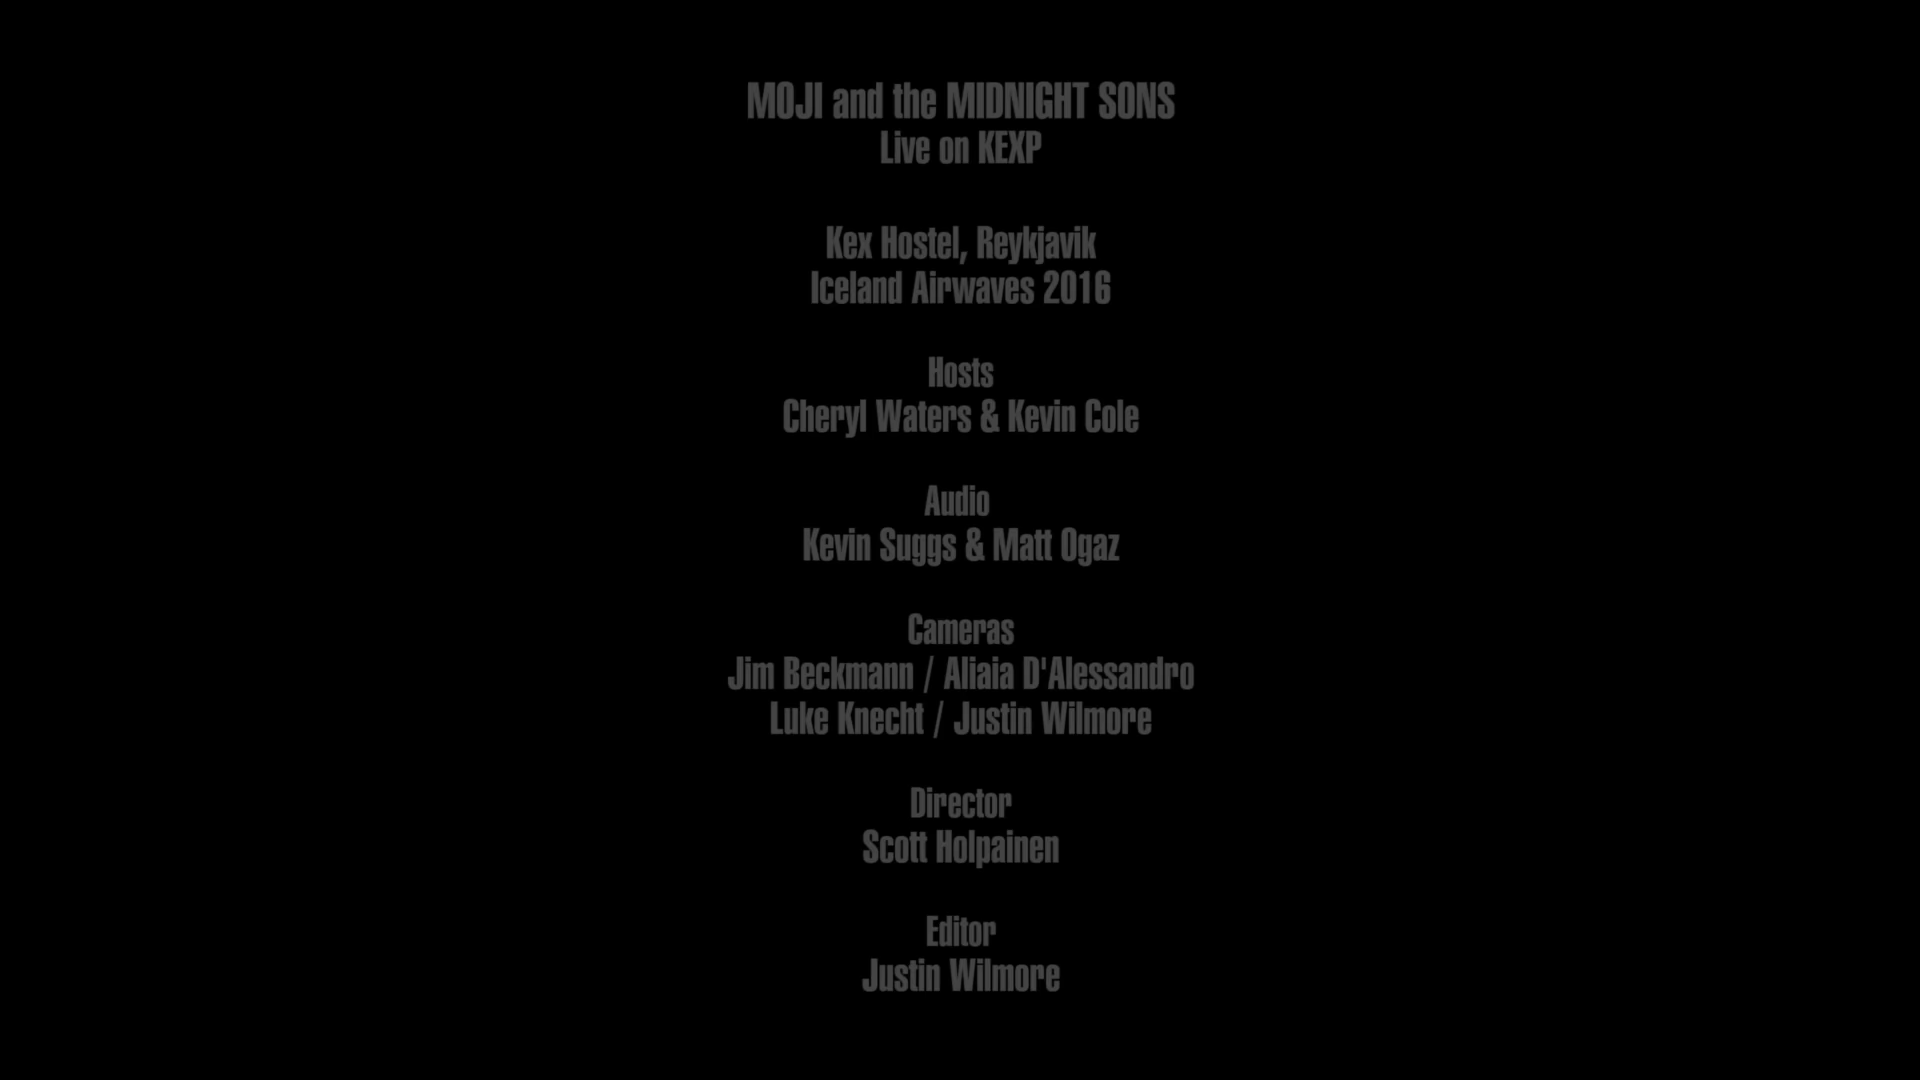 MOJI and the MIDNIGHT SONS
Live on KEXP
Kex Hostel, Reykjavik
Iceland Airwaves 2016
Hosts
Cheryl Waters & Kevin Cole
Audio
Kevin Suggs & Matt Ogaz
Cameras
Jim Beckmann / Aliaia D'Alessandro
Luke Knecht / Justin Wilmore
Director
Scott Holpainen
Editor
Justin Wilmore